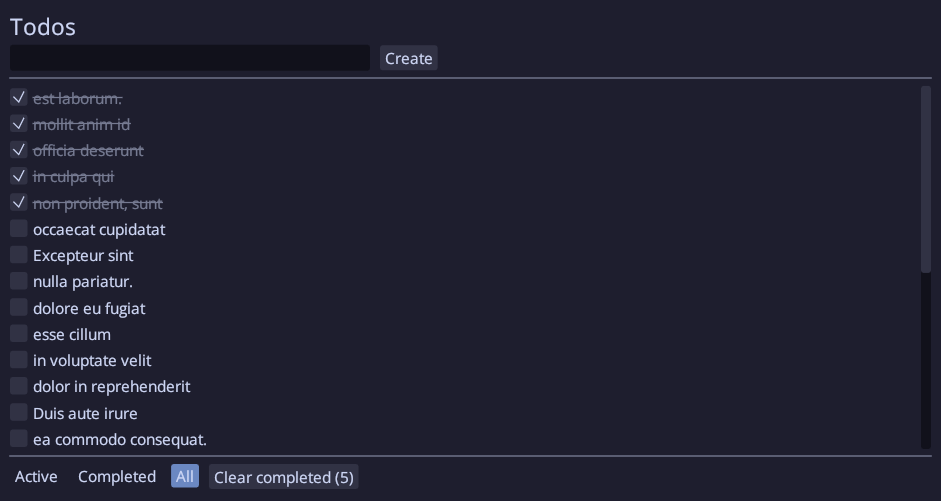 Todos
Create
est laborum.
mollit anim id
officia deserunt
in culpa qui
non proident, sunt
occaecat cupidatat
Excepteur sint
nulla pariatur.
dolore eu fugiat
esse cillum
in voluptate velit
dolor in reprehenderit
Duis aute irure
ea commodo consequat.
Active Completed All Clear completed (5)